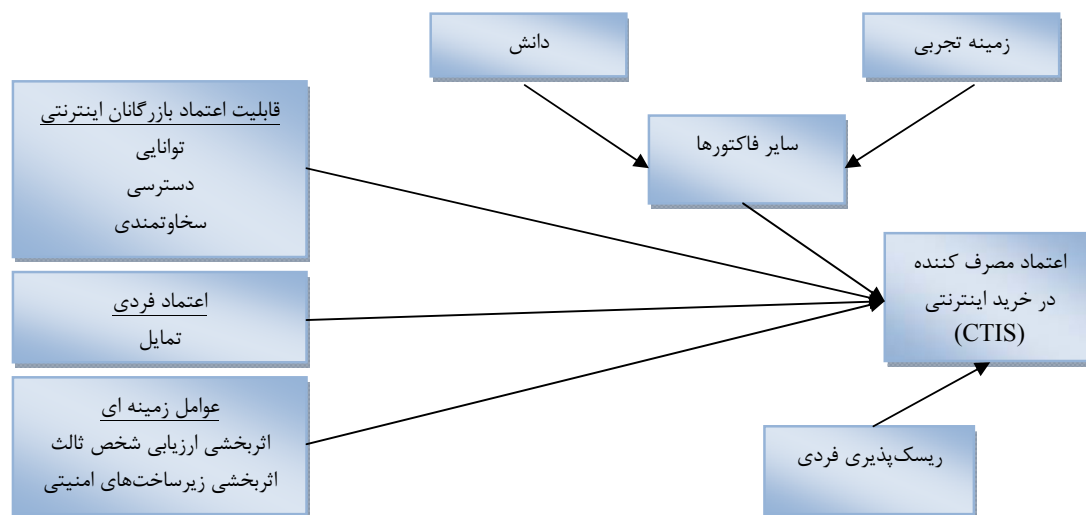 زمینه تجربی
دانش
قابلیت اعتماد بازرگانان اینترنتی
توانایی
دسترسی
سخاوتمندی
سایر فاکتورها
اعتماد مصرف کننده
در خرید اینترنتی
(CTIS)
اعتماد فردی
تمایل
عوامل زمینه ای
اثربخشی ارزیابی شخص ثالث
اثربخشی زیرساخت‌های امنیتی
ریسک‌پذیری فردی